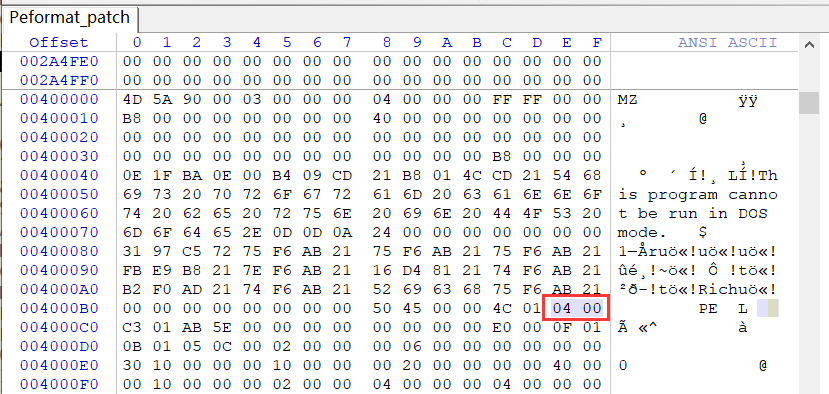 Peformat_patch
Offset 0 1 2 3 4 5 6 7 8 9 A B C D E F ANSI ASCII
002A4FE0 00 00 00 00 00 00 00 00 00 00 00 00 00 00 00 00
002A4FF0 00 00 00 00 00 00 00 00 00 00 00 00 00 00 00 00
00400000 4D 5A 90 00 03 00 00 00 04 00 00 00 FF FF 00 00 MZ ÿÿ
00400010 B8 00 00 00 00 00 00 00 40 00 00 00 00 00 00 00 ¸ @
00400020 00 00 00 00 00 00 00 00 00 00 00 00 00 00 00 00
00400030 00 00 00 00 00 00 00 00 00 00 00 00 B8 00 00 00 ¸
00400040 0E 1F BA 0E 00 B4 09 CD 21 B8 01 4C CD 21 54 68 º ´ Í!¸ LÍ!Th
00400050 69 73 20 70 72 6F 67 72 61 6D 20 63 61 6E 6E 6F is program canno
00400060 74 20 62 65 20 72 75 6E 20 69 6E 20 44 4F 53 20 t be run in DOS
00400070 6D 6F 64 65 2E 0D 0D 0A 24 00 00 00 00 00 00 00 mode. $
00400080 31 97 C5 72 75 F6 AB 21 75 F6 AB 21 75 F6 AB 21 1—Åruö«!uö«!uö«!
00400090 FB E9 B8 21 7E F6 AB 21 16 D4 81 21 74 F6 AB 21 ûé¸!~ö«! Ô !tö«!
004000A0 B2 F0 AD 21 74 F6 AB 21 52 69 63 68 75 F6 AB 21 ²ð-!tö«!Richuö«!
004000B0 00 00 00 00 00 00 00 00 50 45 00 00 4C 01 04 00 PE L
004000C0 C3 01 AB 5E 00 00 00 00 00 00 00 00 E0 00 0F 01 Ã «^ à
004000D0 0B 01 05 0C 00 02 00 00 00 06 00 00 00 00 00 00
004000E0 30 10 00 00 00 10 00 00 00 20 00 00 00 00 40 00 0 @
004000F0 00 10 00 00 00 02 00 00 04 00 00 00 04 00 00 00